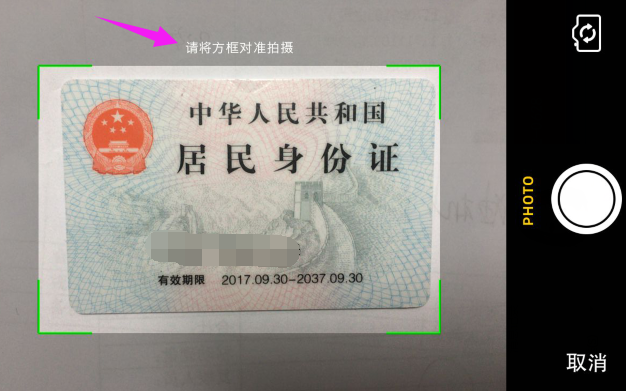 请将方框对准拍摄
中华人民共和国
居民身份证
有效期限 2017.09.30-2037.09.30
PHOTO
取消